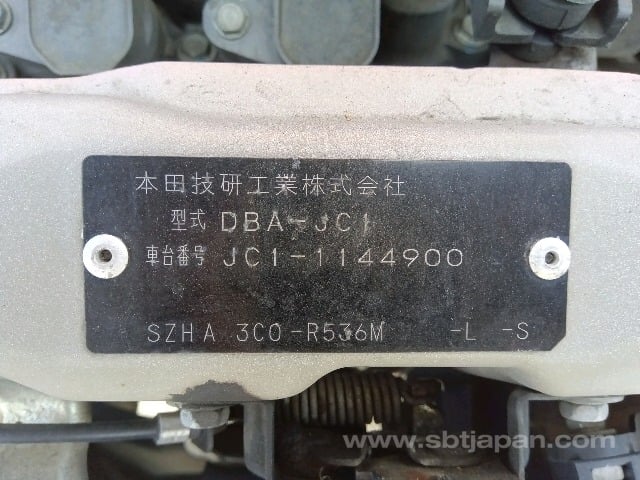 本田技研工業株式会社
型式 DBA-JC1
車台番号 JC1-1144900
SZHA 3C0-R536M -L -S
www.sbtjapan.com